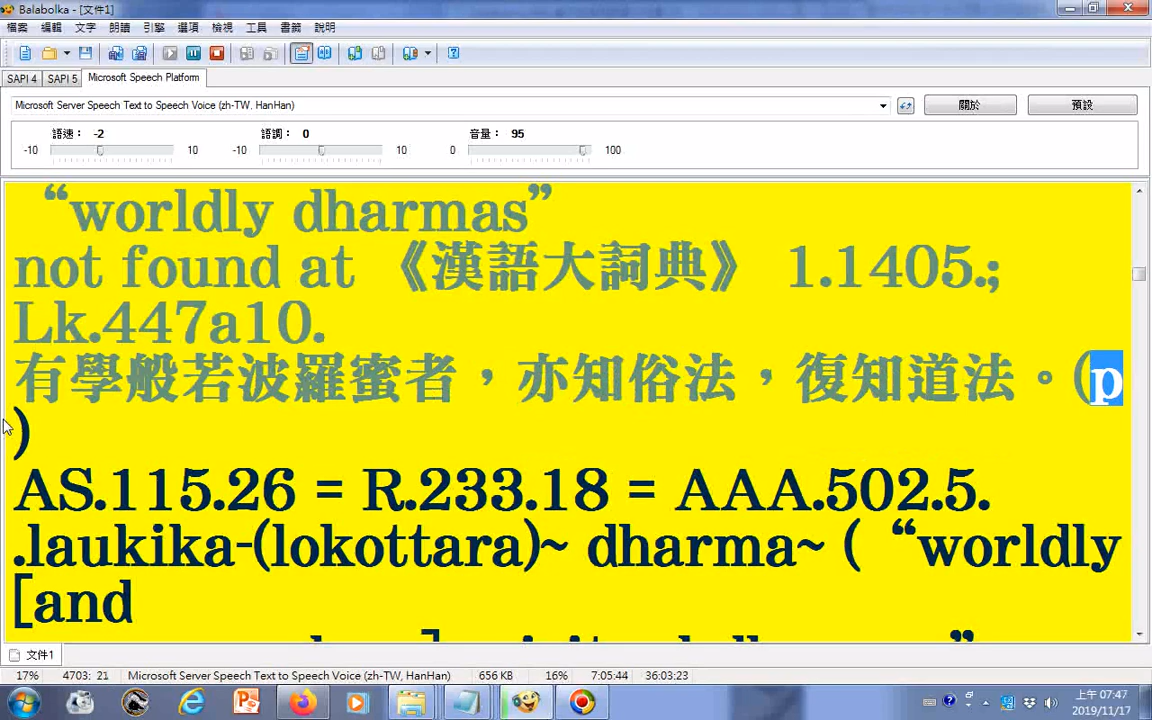 Balabolka - [文件1]
檔案 編輯 文字 朗讀 引擎 選項 檢視 工具 書籤 說明
SAPI 4 SAPI 5 Microsoft Speech Platform
Microsoft Server Speech Text to Speech Voice (zh-TW, HanHan) 關於 預設
語速： -2 語調： 0 音量： 95
-10 10 -10 10 0 100
“worldly dharmas”
not found at 《漢語大詞典》 1.1405.;
Lk.447a10.
有學般若波羅蜜者，亦知俗法，復知道法。(p
)
AS.115.26 = R.233.18 = AAA.502.5.
.laukika-(lokottara)~ dharma~ ( “worldly
[and
文件1
17% 4703: 21 Microsoft Server Speech Text to Speech Voice (zh-TW, HanHan) 656 KB 16% 7:05:44 36:03:23
上午 07:47
2019/11/17